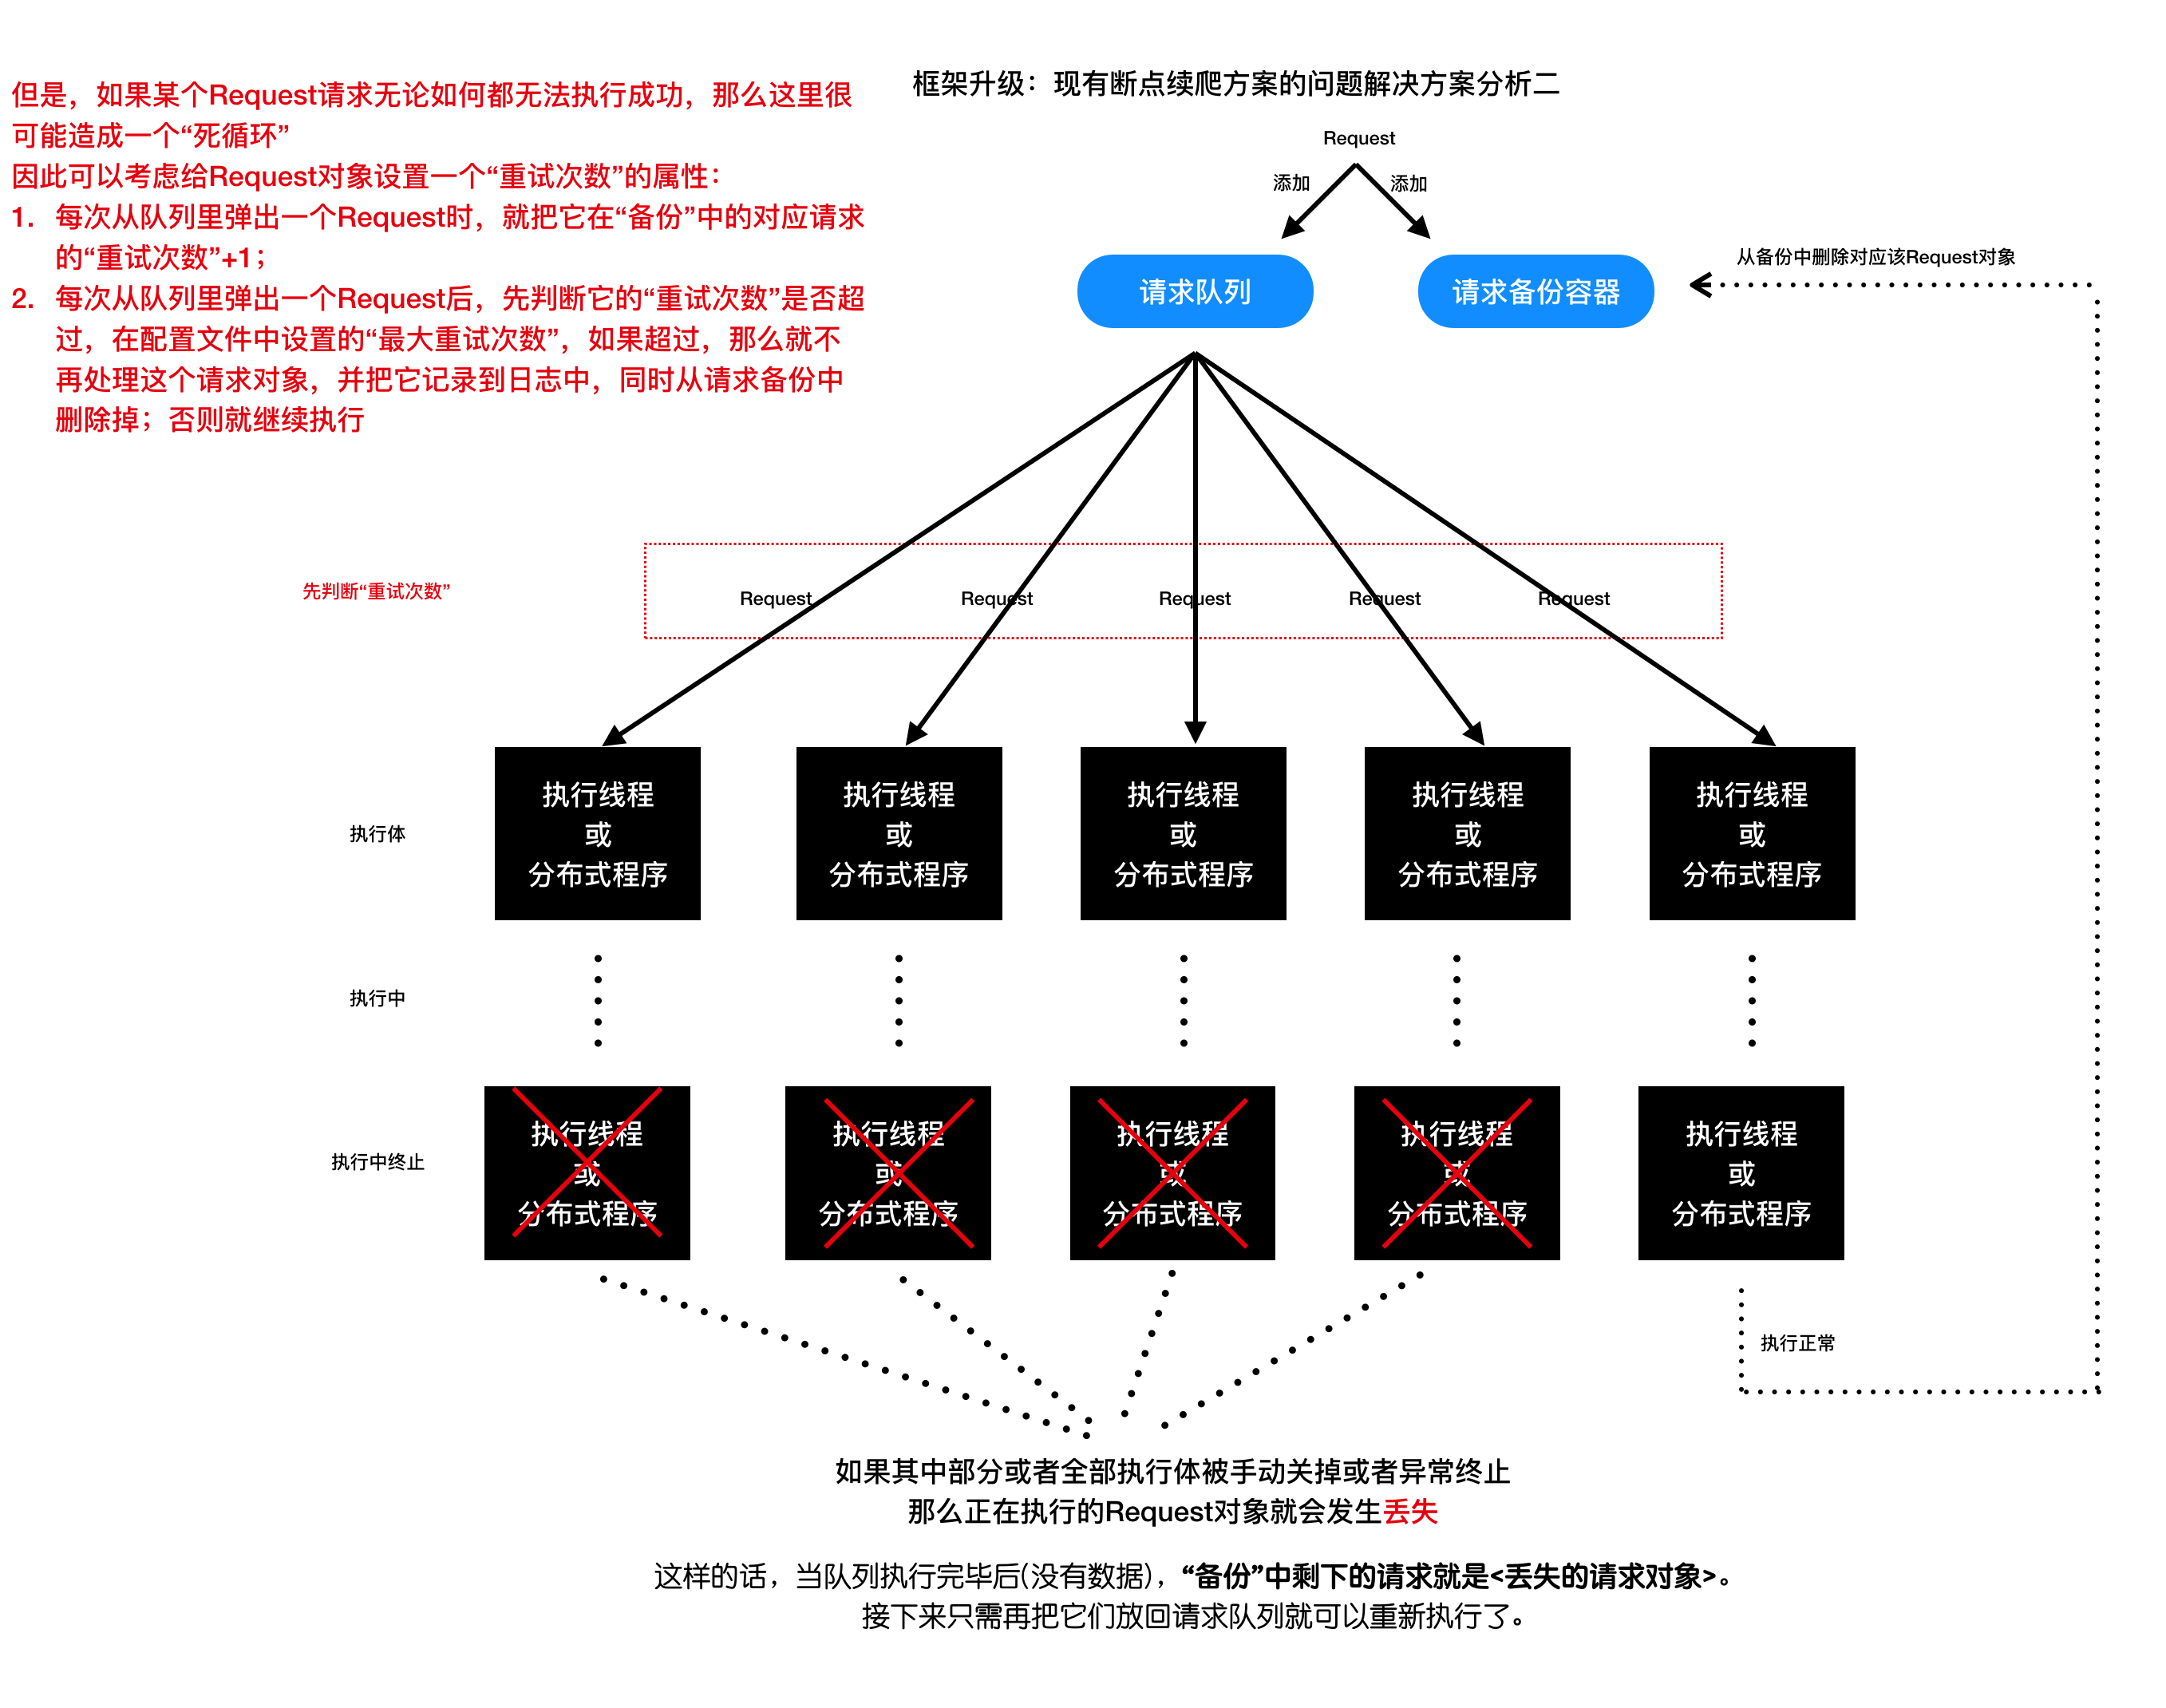 框架升级：现有断点续爬方案的问题解决方案分析二
但是，如果某个Request请求无论如何都无法执行成功，那么这里很
可能造成一个“死循环”
因此可以考虑给Request对象设置一个“重试次数”的属性：
1. 每次从队列里弹出一个Request时，就把它在“备份”中的对应请求
的“重试次数”+1；
2. 每次从队列里弹出一个Request后，先判断它的“重试次数”是否超
过，在配置文件中设置的“最大重试次数”，如果超过，那么就不
再处理这个请求对象，并把它记录到日志中，同时从请求备份中
删除掉；否则就继续执行
Request
添加
添加
请求队列
请求备份容器
从备份中删除对应该Request对象
先判断“重试次数”
Request
Request
Request
Request
Request
执行体
执行线程
或
分布式程序
执行线程
或
分布式程序
执行线程
或
分布式程序
执行线程
或
分布式程序
执行线程
或
分布式程序
执行中
执行中终止
执行线程
或
分布式程序
执行线程
或
分布式程序
执行线程
或
分布式程序
执行线程
或
分布式程序
执行线程
或
分布式程序
执行正常
如果其中部分或者全部执行体被手动关掉或者异常终止
那么正在执行的Request对象就会发生丢失
这样的话，当队列执行完毕后(没有数据)，“备份”中剩下的请求就是<丢失的请求对象>。
接下来只需再把它们放回请求队列就可以重新执行了。